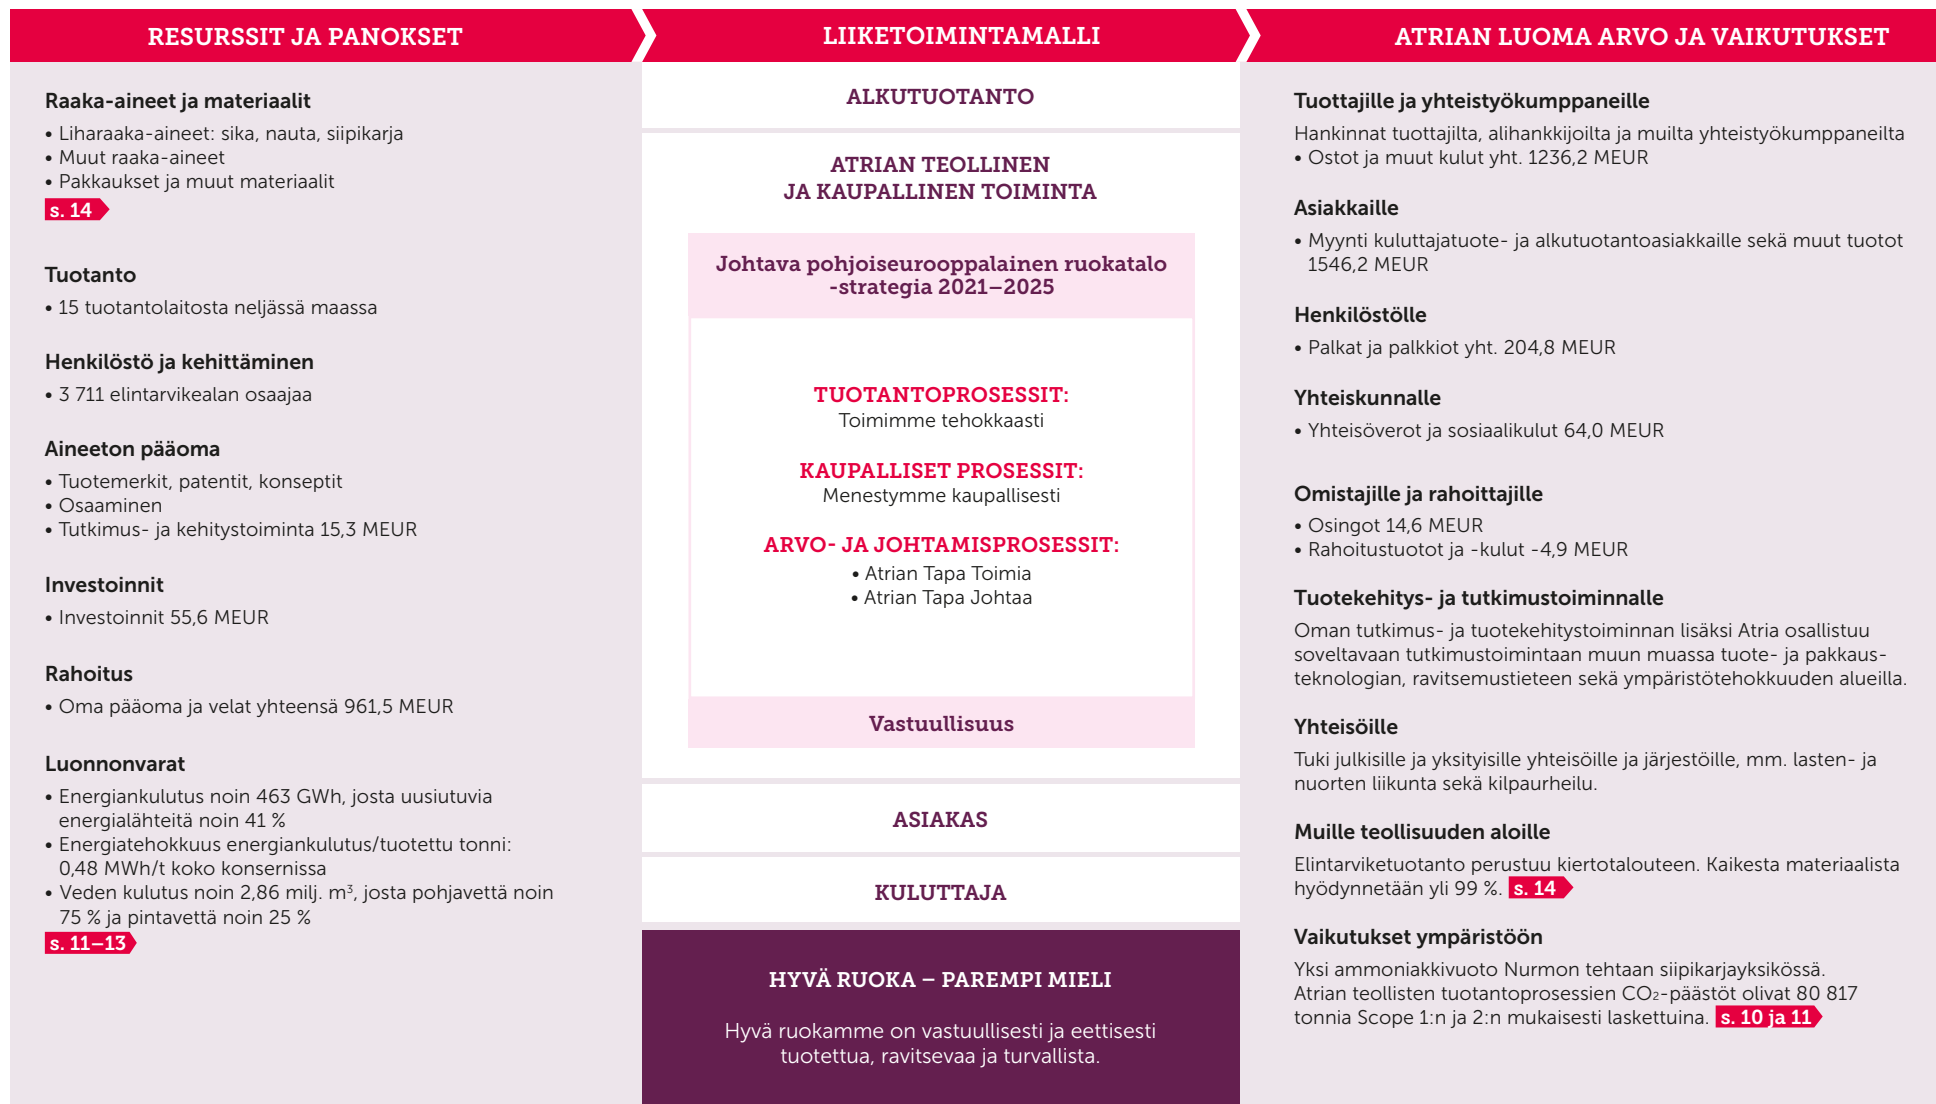 RESURSSIT JA PANOKSET
Raaka-aineet ja materiaalit
• Liharaaka-aineet: sika, nauta, siipikarja
• Muut raaka-aineet
• Pakkaukset ja muut materiaalit
s. 14
Tuotanto
• 15 tuotantolaitosta neljässä maassa
Henkilöstö ja kehittäminen
• 3 711 elintarvikealan osaajaa
Aineeton pääoma
• Tuotemerkit, patentit, konseptit
• Osaaminen
• Tutkimus- ja kehitystoiminta 15,3 MEUR
Investoinnit
• Investoinnit 55,6 MEUR
Rahoitus
• Oma pääoma ja velat yhteensä 961,5 MEUR
Luonnonvarat
• Energiankulutus noin 463 GWh, josta uusiutuvia
energialähteitä noin 41 %
• Energiatehokkuus energiankulutus/tuotettu tonni:
0,48 MWh/t koko konsernissa
• Veden kulutus noin 2,86 milj. m³, josta pohjavettä noin
75 % ja pintavettä noin 25 %
s. 11–13
LIIKETOIMINTAMALLI
ALKUTUOTANTO
ATRIAN TEOLLINEN
JA KAUPALLINEN TOIMINTA
Johtava pohjoiseurooppalainen ruokatalo
-strategia 2021–2025
TUOTANTOPROSESSIT:
Toimimme tehokkaasti
KAUPALLISET PROSESSIT:
Menestymme kaupallisesti
ARVO- JA JOHTAMISPROSESSIT:
• Atrian Tapa Toimia
• Atrian Tapa Johtaa
Vastuullisuus
ASIAKAS
KULUTTAJA
HYVÄ RUOKA – PAREMPI MIELI
Hyvä ruokamme on vastuullisesti ja eettisesti
tuotettua, ravitsevaa ja turvallista.
ATRIAN LUOMA ARVO JA VAIKUTUKSET
Tuottajille ja yhteistyökumppaneille
Hankinnat tuottajilta, alihankkijoilta ja muilta yhteistyökumppaneilta
• Ostot ja muut kulut yht. 1236,2 MEUR
Asiakkaille
• Myynti kuluttajatuote- ja alkutuotantoasiakkaille sekä muut tuotot
1546,2 MEUR
Henkilöstölle
• Palkat ja palkkiot yht. 204,8 MEUR
Yhteiskunnalle
• Yhteisöverot ja sosiaalikulut 64,0 MEUR
Omistajille ja rahoittajille
• Osingot 14,6 MEUR
• Rahoitustuotot ja -kulut -4,9 MEUR
Tuotekehitys- ja tutkimustoiminnalle
Oman tutkimus- ja tuotekehitystoiminnan lisäksi Atria osallistuu
soveltavaan tutkimustoimintaan muun muassa tuote- ja pakkaus-
teknologian, ravitsemustieteen sekä ympäristötehokkuuden alueilla.
Yhteisöille
Tuki julkisille ja yksityisille yhteisöille ja järjestöille, mm. lasten- ja
nuorten liikunta sekä kilpaurheilu.
Muille teollisuuden aloille
Elintarviketuotanto perustuu kiertotalouteen. Kaikesta materiaalista
hyödynnetään yli 99 %. s. 14
Vaikutukset ympäristöön
Yksi ammoniakkivuoto Nurmon tehtaan siipikarjayksikössä.
Atrian teollisten tuotantoprosessien CO₂-päästöt olivat 80 817
tonnia Scope 1:n ja 2:n mukaisesti laskettuina. s. 10 ja 11